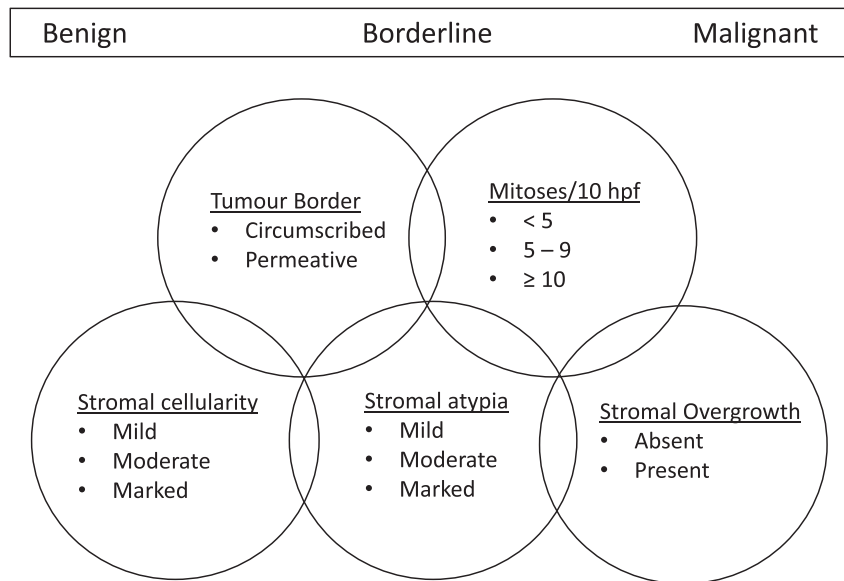 Benign Borderline Malignant
Tumour Border
• Circumscribed
• Permeative
Mitoses/10 hpf
• < 5
• 5 – 9
• ≥ 10
Stromal cellularity
• Mild
• Moderate
• Marked
Stromal atypia
• Mild
• Moderate
• Marked
Stromal Overgrowth
• Absent
• Present